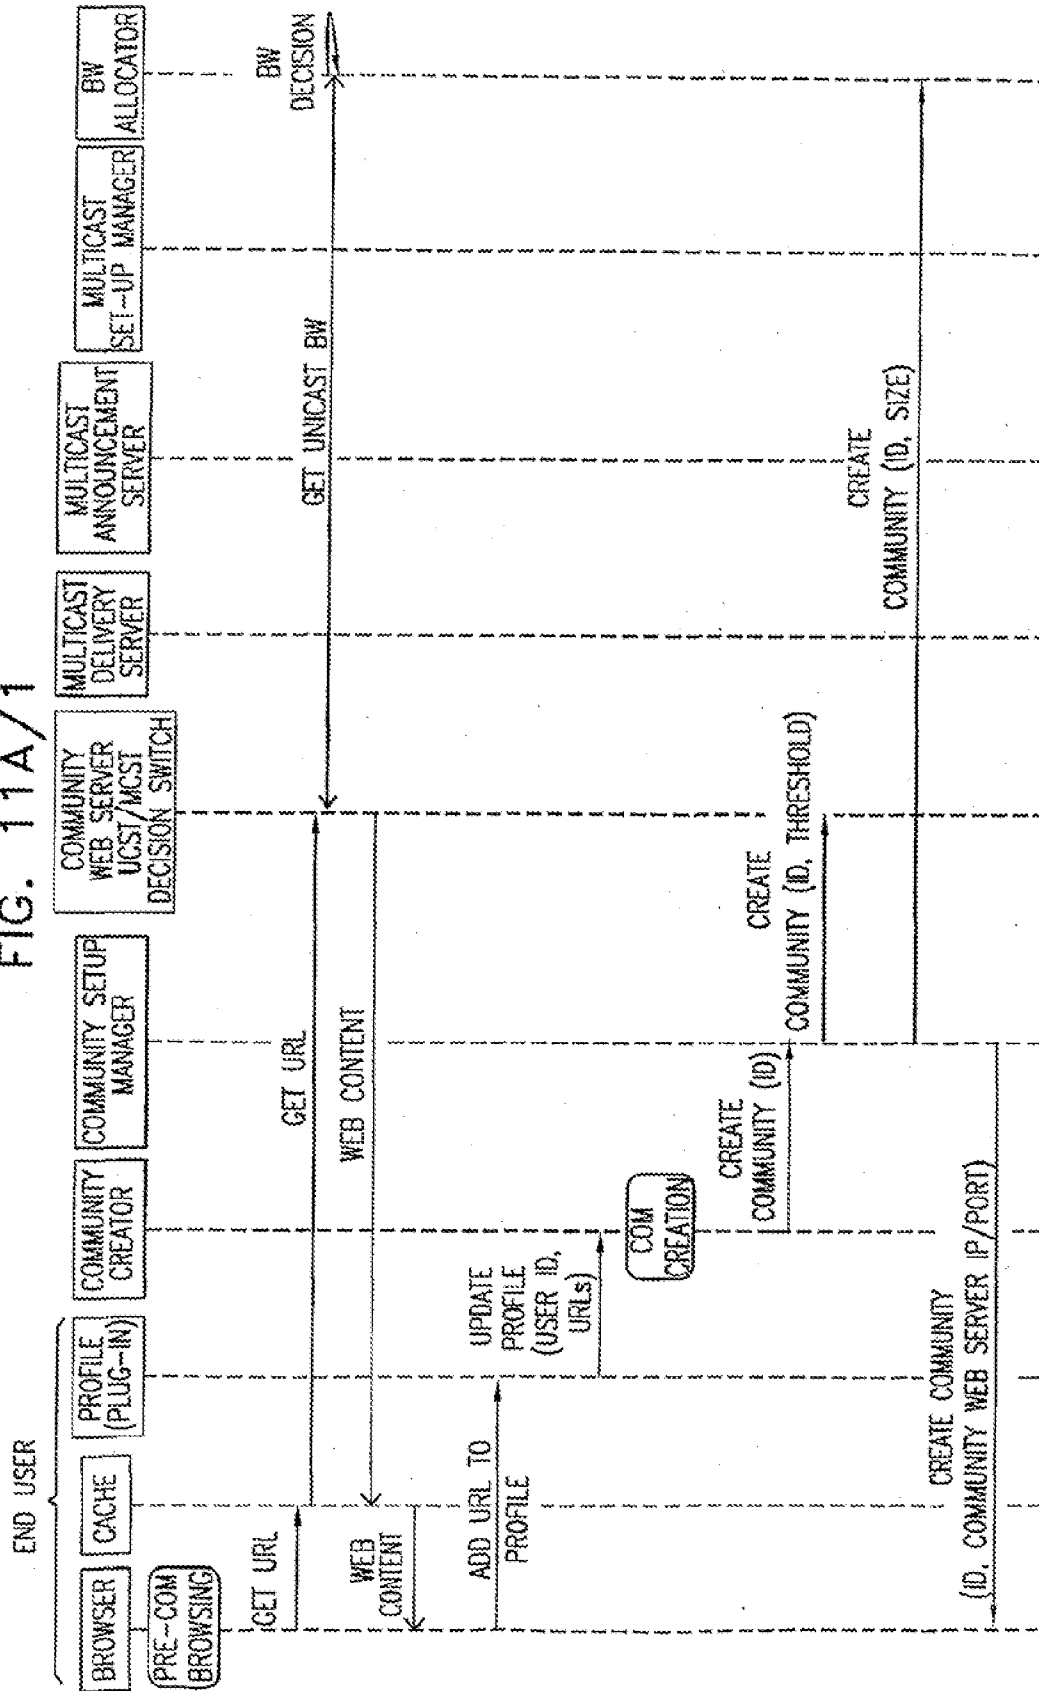 FIG. 11A/1
END USER
BROWSER
CACHE
PROFILE
(PLUG-IN)
COMMUNITY
CREATOR
COMMUNITY SETUP
MANAGER
COMMUNITY
WEB SERVER
UCST/MCST
DECISION SWITCH
MULTICAST
DELIVERY
SERVER
MULTICAST
ANNOUNCEMENT
SERVER
MULTICAST
SET-UP MANAGER
BW
ALLOCATOR
PRE-COM
BROWSING
GET URL
GET URL
GET UNICAST BW
BW
DECISION
WEB CONTENT
WEB
CONTENT
ADD URL TO
PROFILE
UPDATE
PROFILE
(USER ID,
URLs)
COM
CREATION
CREATE
COMMUNITY (ID)
CREATE
COMMUNITY (ID, THRESHOLD)
CREATE
COMMUNITY (ID, SIZE)
CREATE COMMUNITY
(ID, COMMUNITY WEB SERVER IP/PORT)